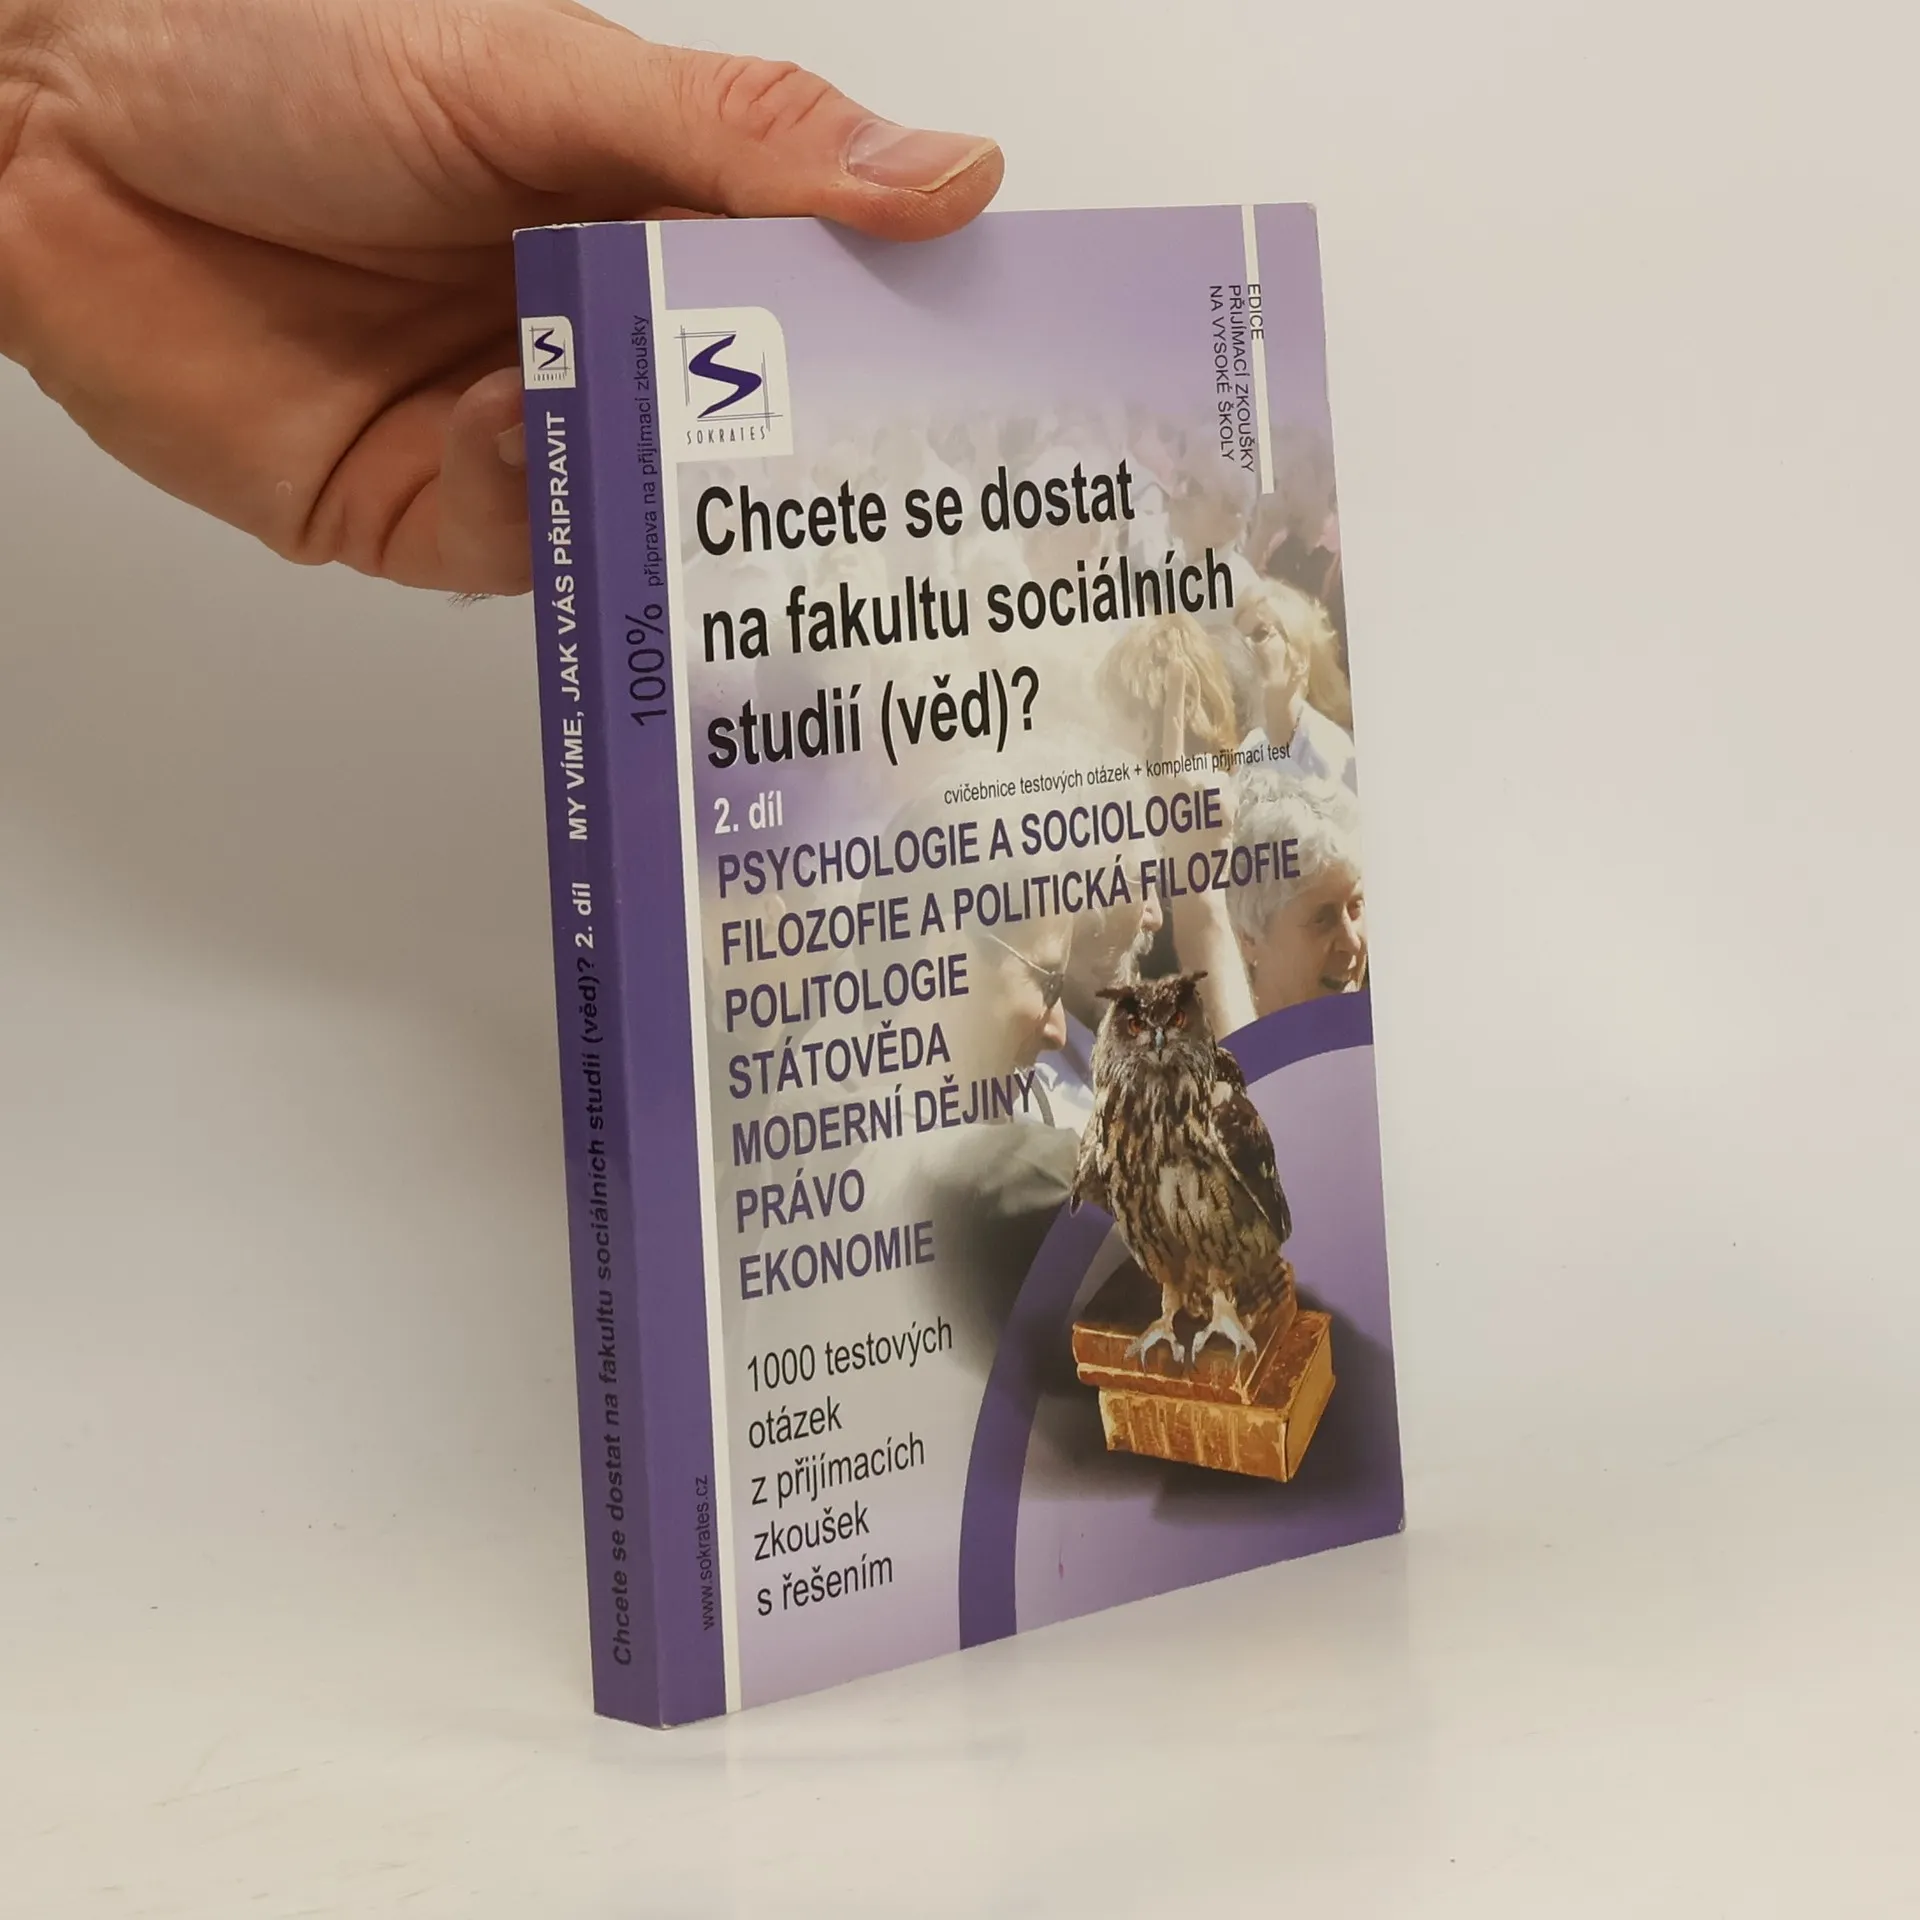 SOKRATES
MY VÍME, JAK VÁS PŘIPRAVIT
2. díl
Chcete se dostat na fakultu sociálních studií (věd)?
100% příprava na přijímací zkoušky
www.sokrates.cz
SOKRATES
EDICE
PŘIJÍMACÍ ZKOUŠKY
NA VYSOKÉ ŠKOLY
Chcete se dostat
na fakultu sociálních
studií (věd)?
cvičebnice testových otázek + kompletní přijímací test
2. díl
PSYCHOLOGIE A SOCIOLOGIE
FILOZOFIE A POLITICKÁ FILOZOFIE
POLITOLOGIE
STÁTOVĚDA
MODERNÍ DĚJINY
PRÁVO
EKONOMIE
1000 testových
otázek
z přijímacích
zkoušek
s řešením